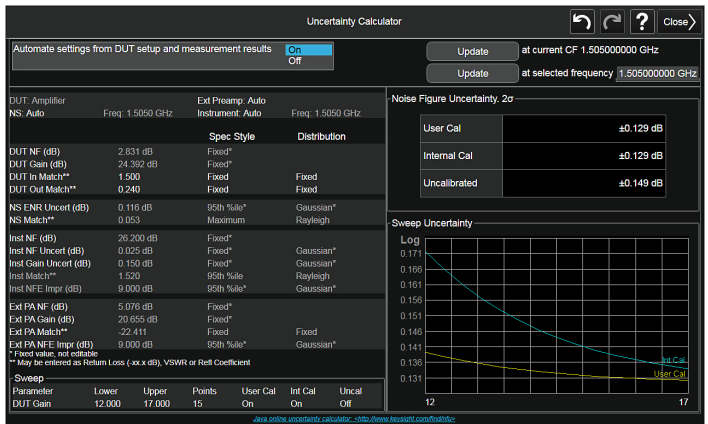 Uncertainty Calculator
? Close
Automate settings from DUT setup and measurement results On
Off
Update at current CF 1.505000000 GHz
Update at selected frequency 1.505000000 GHz
DUT: Amplifier Ext Preamp: Auto
NS: Auto Freq: 1.5050 GHz Instrument: Auto Freq: 1.5050 GHz
Spec Style Distribution
DUT NF (dB) 2.831 dB Fixed*
DUT Gain (dB) 24.392 dB Fixed*
DUT In Match** 1.500 Fixed Fixed
DUT Out Match** 0.240 Fixed Fixed
NS ENR Uncert (dB) 0.116 dB 95th %ile* Gaussian*
NS Match** 0.053 Maximum Rayleigh
Inst NF (dB) 26.200 dB Fixed*
Inst NF Uncert (dB) 0.025 dB Fixed* Gaussian*
Inst Gain Uncert (dB) 0.150 dB Fixed* Gaussian*
Inst Match** 1.520 95th %ile Rayleigh
Inst NFE Impr (dB) 9.000 dB 95th %ile* Gaussian*
Ext PA NF (dB) 5.076 dB Fixed*
Ext PA Gain (dB) 20.655 dB Fixed*
Ext PA Match** -22.411 Fixed Fixed
Ext PA NFE Impr (dB) 9.000 dB 95th %ile* Gaussian*
* Fixed value, not editable
** May be entered as Return Loss (-xx.x dB), VSWR or Refl Coefficient
Sweep
Parameter Lower Upper Points User Cal Int Cal Uncal
DUT Gain 12.000 17.000 15 On On Off
Noise Figure Uncertainty. 2σ
User Cal ±0.129 dB
Internal Cal ±0.129 dB
Uncalibrated ±0.149 dB
Sweep Uncertainty
Log
0.171
0.166
0.161
0.156
0.151
0.146
0.141
0.136
0.131
Int Cal
User Cal
12 17
Java online uncertainty calculator: <http://www.keysight.com/find/nfu>